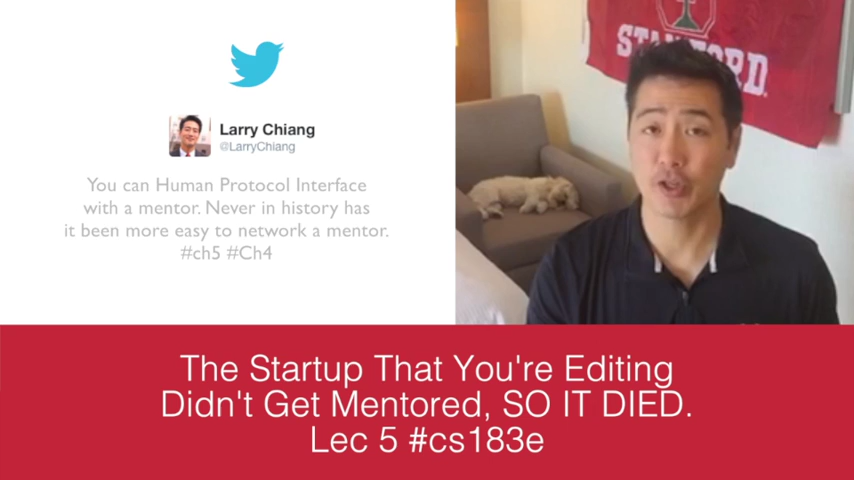 Larry Chiang
@LarryChiang
You can Human Protocol Interface
with a mentor. Never in history has
it been more easy to network a mentor.
#ch5 #Ch4
STANFORD
The Startup That You're Editing
Didn't Get Mentored, SO IT DIED.
Lec 5 #cs183e